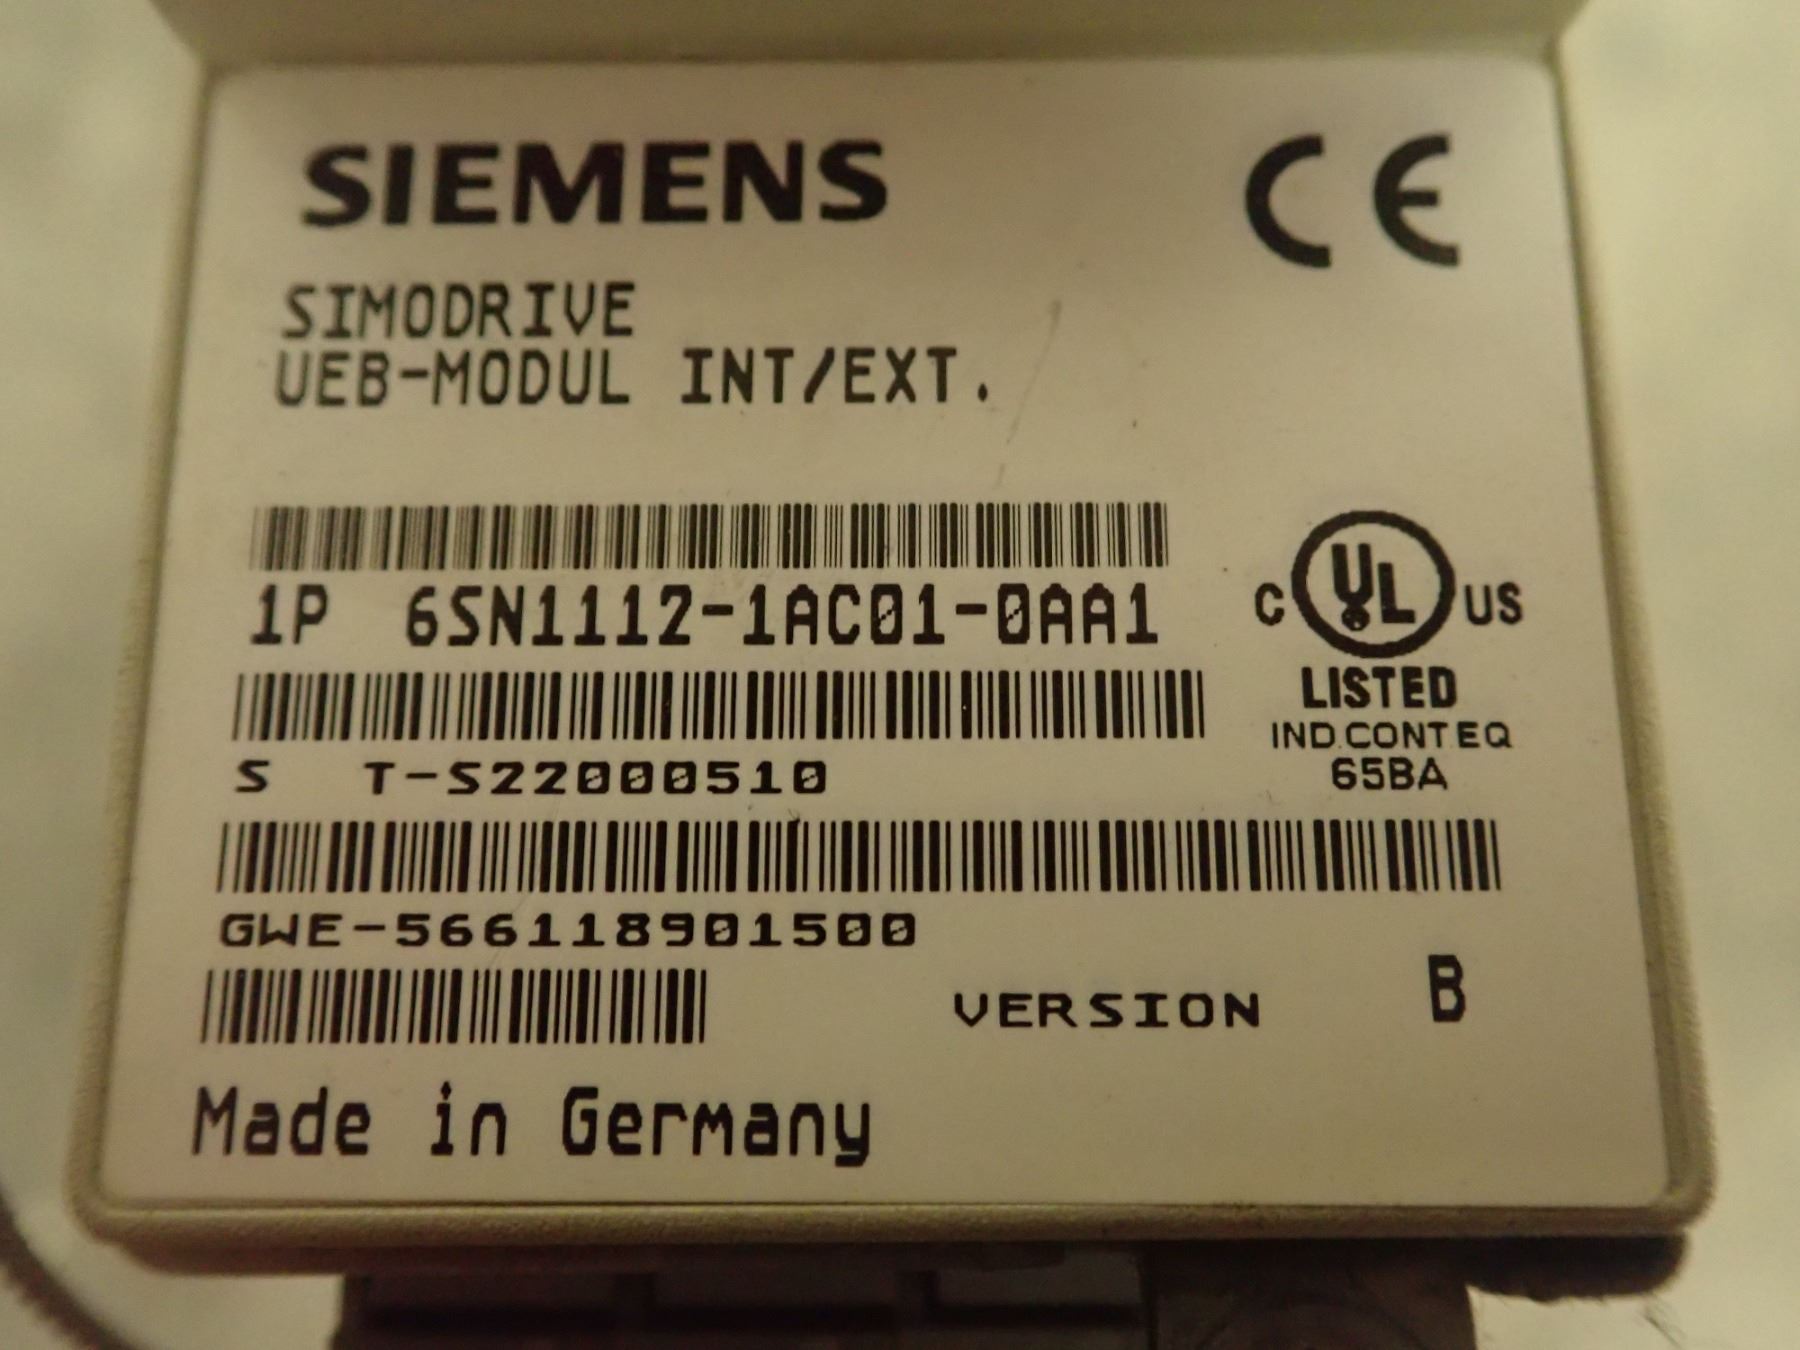 SIEMENS
CE
SIMODRIVE
UEB-MODUL INT/EXT.
1P 6SN1112-1AC01-0AA1
C UL US
LISTED
IND.CONT.EQ
65BA
S T-S22000510
GWE-566118901500
VERSION B
Made in Germany